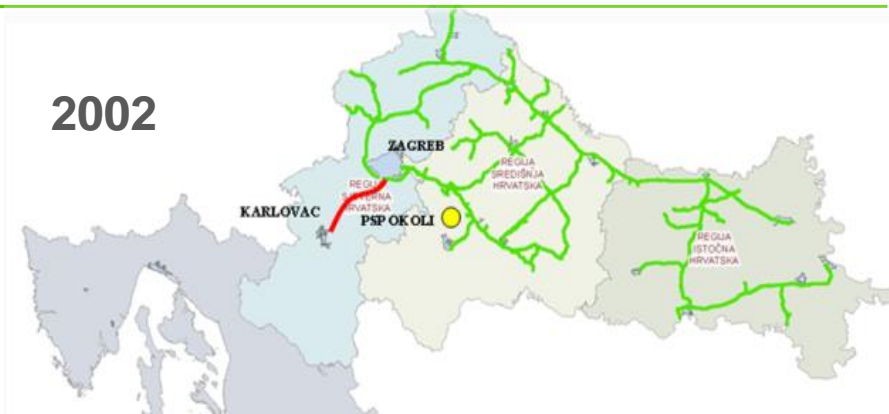 2002
ZAGREB
REGIJA
SREDIŠNJA
HRVATSKA
KARLOVAC
PSP OKOLI
REGIJA
ISTOČNA
HRVATSKA